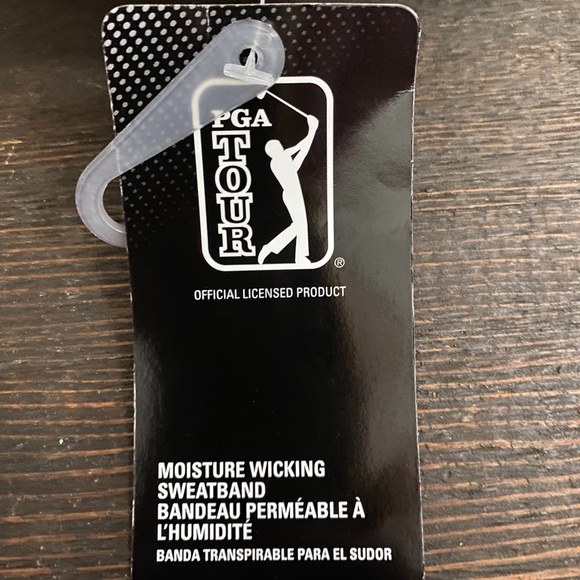 PGA
TOUR
®
OFFICIAL LICENSED PRODUCT
MOISTURE WICKING
SWEATBAND
BANDEAU PERMÉABLE À
L'HUMIDITÉ
BANDA TRANSPIRABLE PARA EL SUDOR